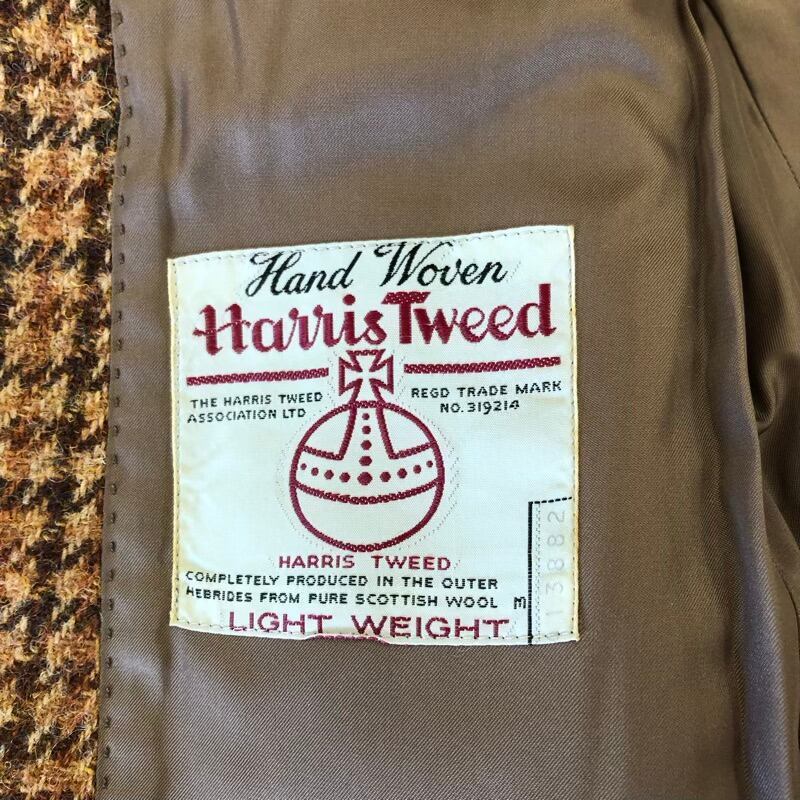 Hand Woven
Harris Tweed
THE HARRIS TWEED
ASSOCIATION LTD
REGD TRADE MARK
NO. 319214
HARRIS TWEED
COMPLETELY PRODUCED IN THE OUTER
HEBRIDES FROM PURE SCOTTISH WOOL M
LIGHT WEIGHT
13882